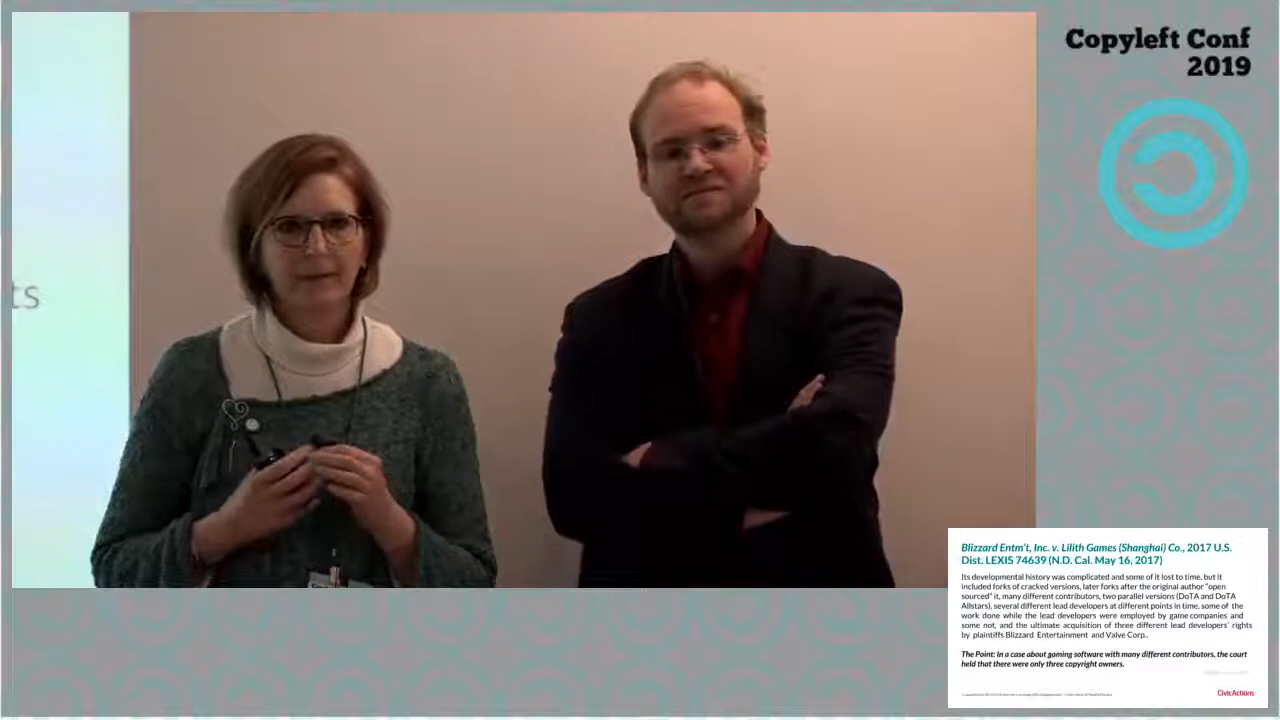 Copyleft Conf
2019
ts
Blizzard Entm't, Inc. v. Lilith Games (Shanghai) Co., 2017 U.S.
Dist. LEXIS 74639 (N.D. Cal. May 16, 2017)
Its developmental history was complicated and some of it lost to time, but it
included forks of cracked versions, later forks after the original author "open
sourced" it, many different contributors, two parallel versions (DoTA and DoTA
Allstars), several different lead developers at different points in time, some of the
work done while the lead developers were employed by game companies and
some not, and the ultimate acquisition of three different lead developers' rights
by plaintiffs Blizzard Entertainment and Valve Corp..
The Point: In a case about gaming software with many different contributors, the court
held that there were only three copyright owners.
CivicActions